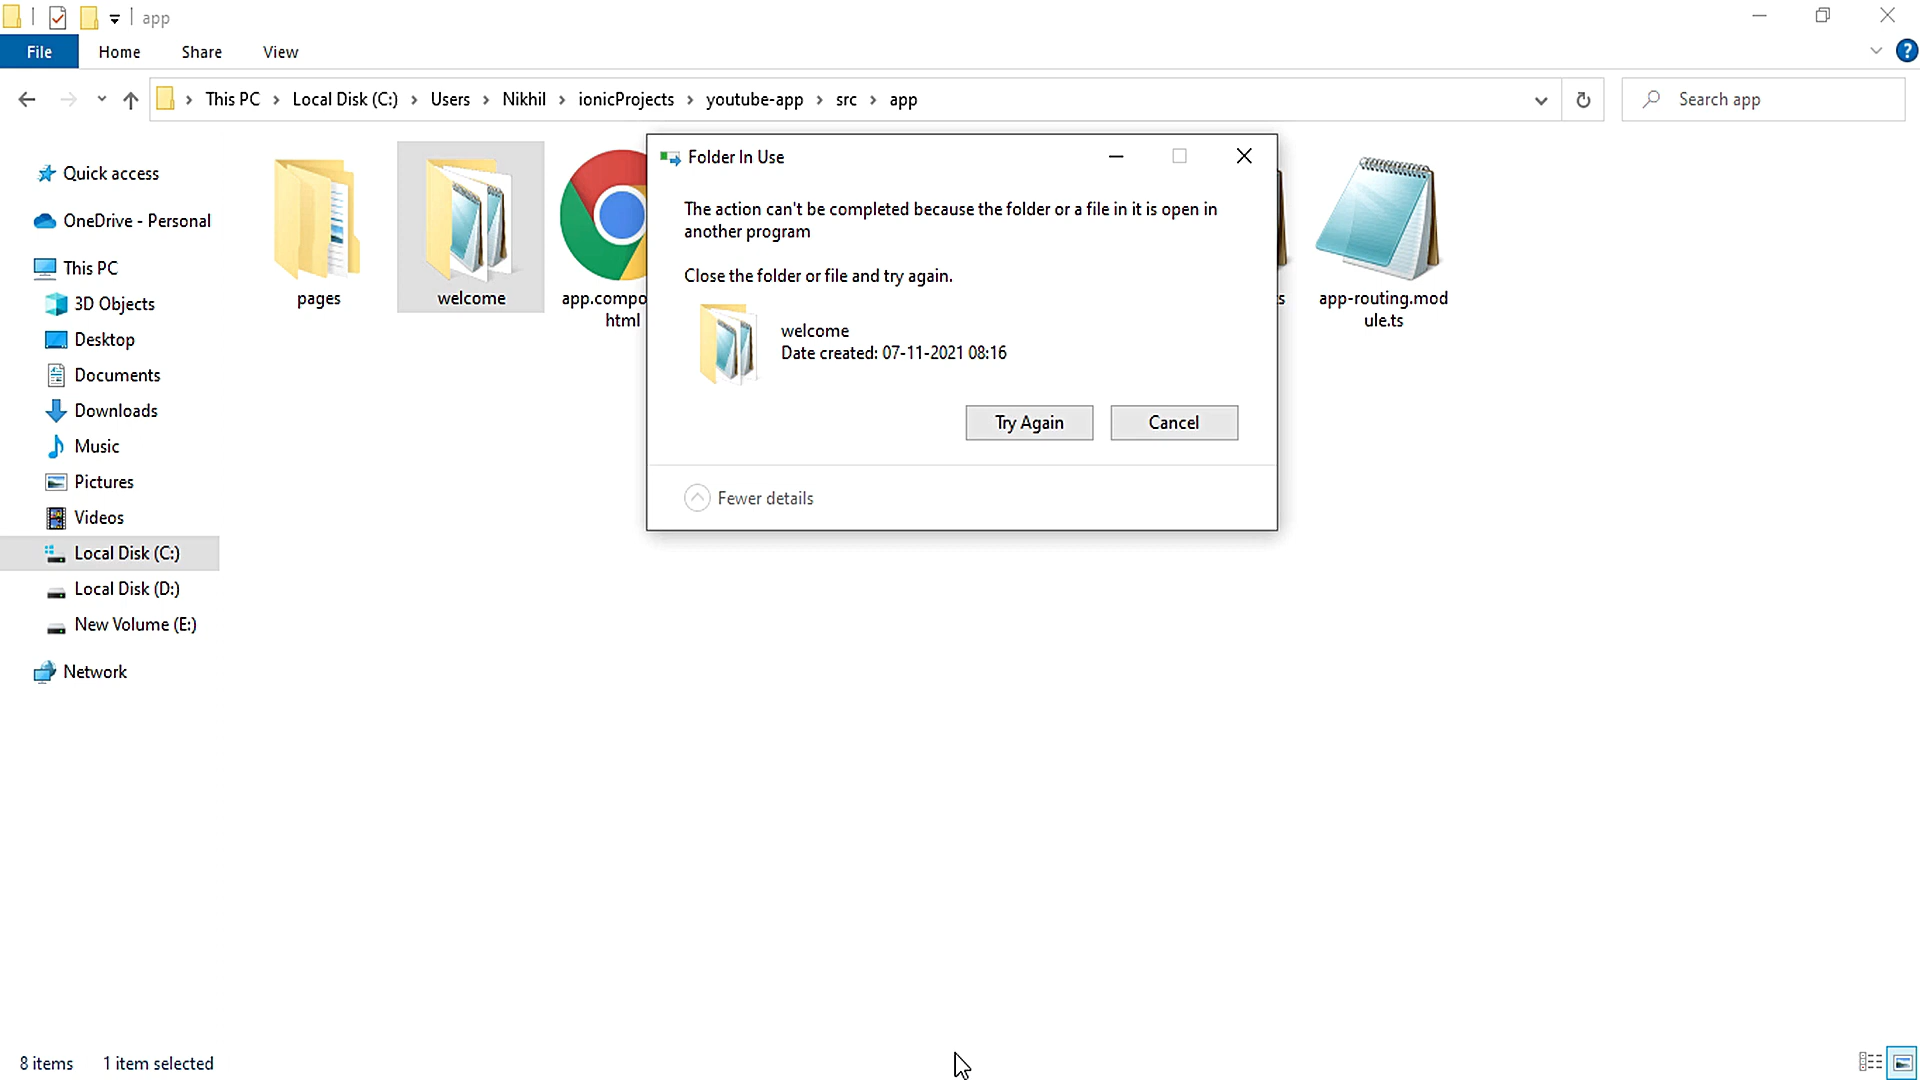 app
File Home Share View
This PC Local Disk (C:) Users Nikhil ionicProjects youtube-app src app
Search app
Quick access
OneDrive - Personal
This PC
3D Objects
Desktop
Documents
Downloads
Music
Pictures
Videos
Local Disk (C:)
Local Disk (D:)
New Volume (E:)
Network
pages
welcome
app.compo
html
s
app-routing.mod
ule.ts
Folder In Use
The action can't be completed because the folder or a file in it is open in
another program
Close the folder or file and try again.
welcome
Date created: 07-11-2021 08:16
Try Again Cancel
Fewer details
8 items 1 item selected